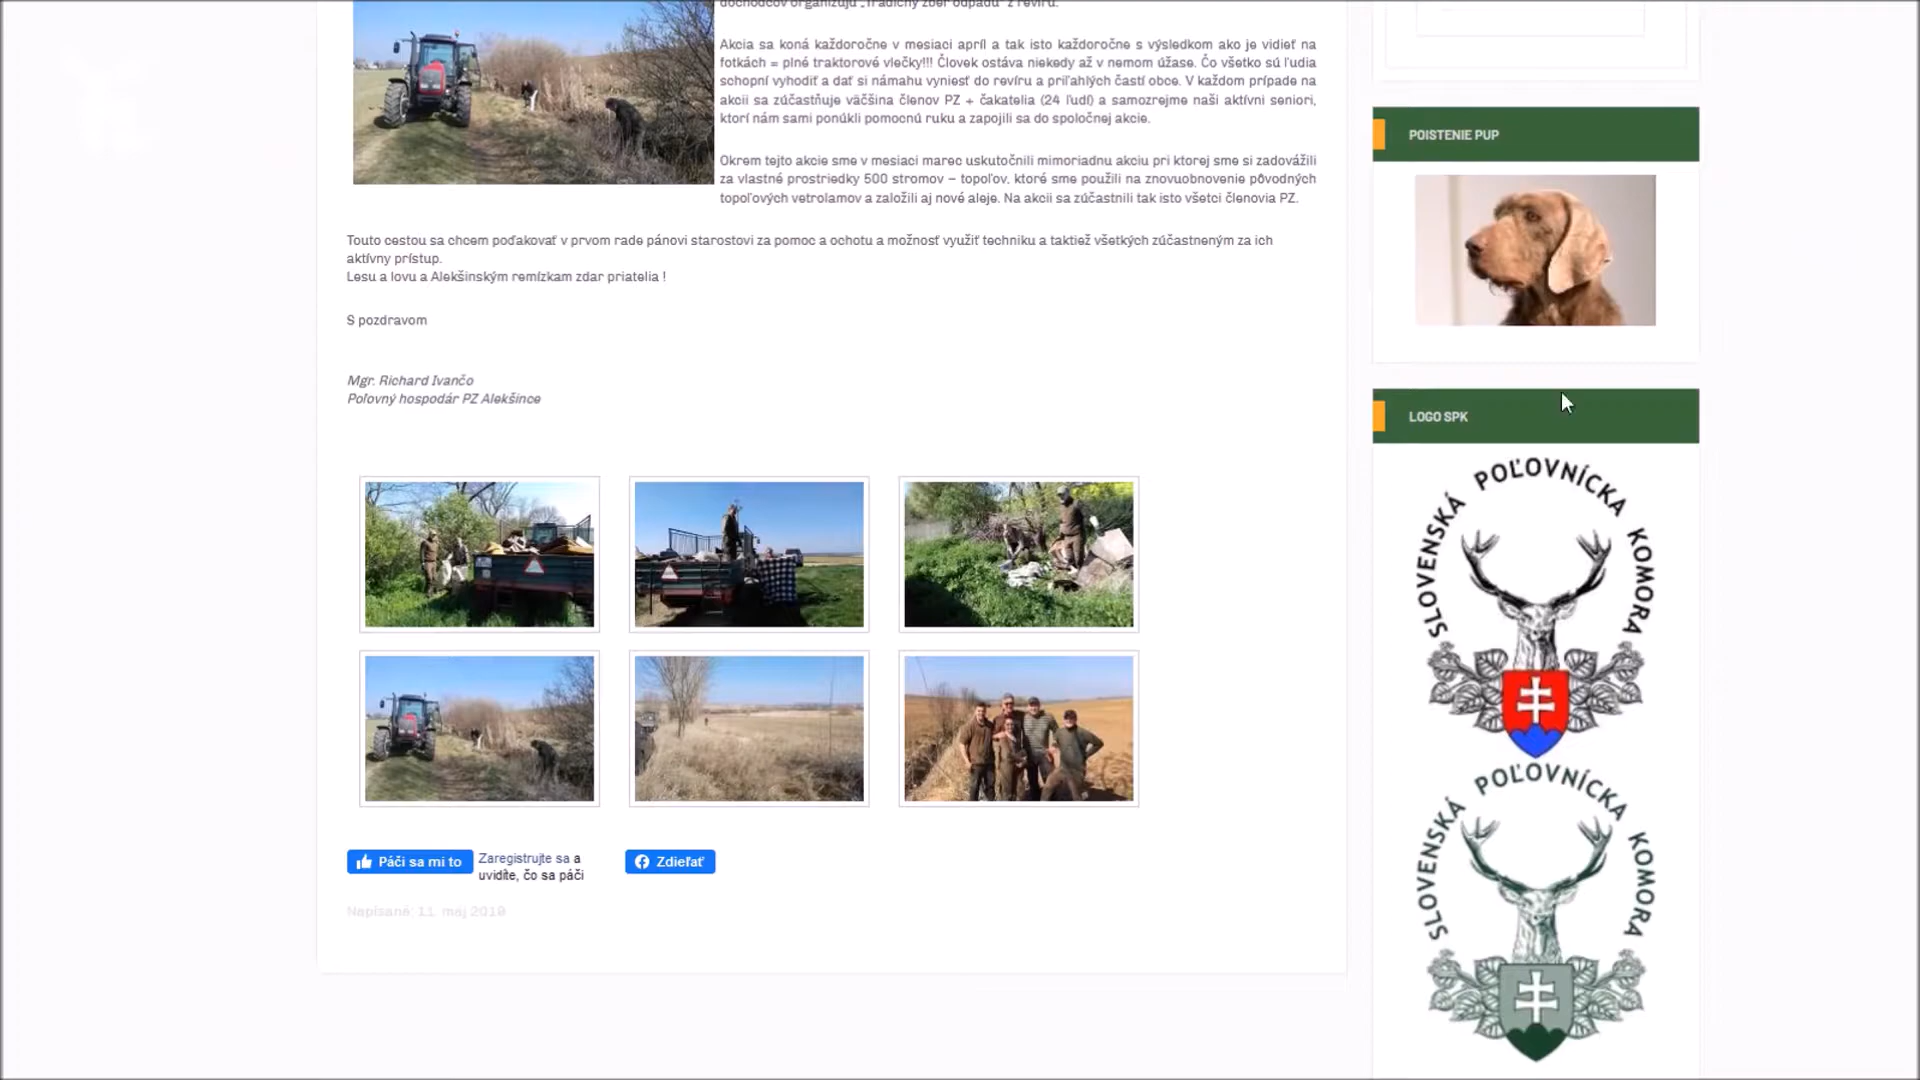 dôchodcov organizujú „Tradičný zber odpadu“ z revíru.
Akcia sa koná každoročne v mesiaci apríl a tak isto každoročne s výsledkom ako je vidieť na
fotkách = plné traktorové vlečky!!! Človek ostáva niekedy až v nemom úžase. Čo všetko sú ľudia
schopní vyhodiť a dať si námahu vyniesť do revíru a priľahlých častí obce. V každom prípade na
akcii sa zúčastňuje väčšina členov PZ + čakatelia (24 ľudí) a samozrejme naši aktívni seniori,
ktorí nám sami ponúkli pomocnú ruku a zapojili sa do spoločnej akcie.
Okrem tejto akcie sme v mesiaci marec uskutočnili mimoriadnu akciu pri ktorej sme si zadovážili
za vlastné prostriedky 500 stromov – topoľov, ktoré sme použili na znovuobnovenie pôvodných
topoľových vetrolamov a založili aj nové aleje. Na akcii sa zúčastnili tak isto všetci členovia PZ.
Touto cestou sa chcem poďakovať v prvom rade pánovi starostovi za pomoc a ochotu a možnosť využiť techniku a taktiež všetkých zúčastneným za ich
aktívny prístup.
Lesu a lovu a Alekšinským remízkam zdar priatelia !
S pozdravom
Mgr. Richard Ivančo
Poľovný hospodár PZ Alekšince
Páči sa mi to
Zaregistrujte sa a
uvidíte, čo sa páči
Zdieľať
Napísané: 11. máj 2019
POISTENIE PUP
LOGO SPK
SLOVENSKÁ POĽOVNÍCKA KOMORA
SLOVENSKÁ POĽOVNÍCKA KOMORA